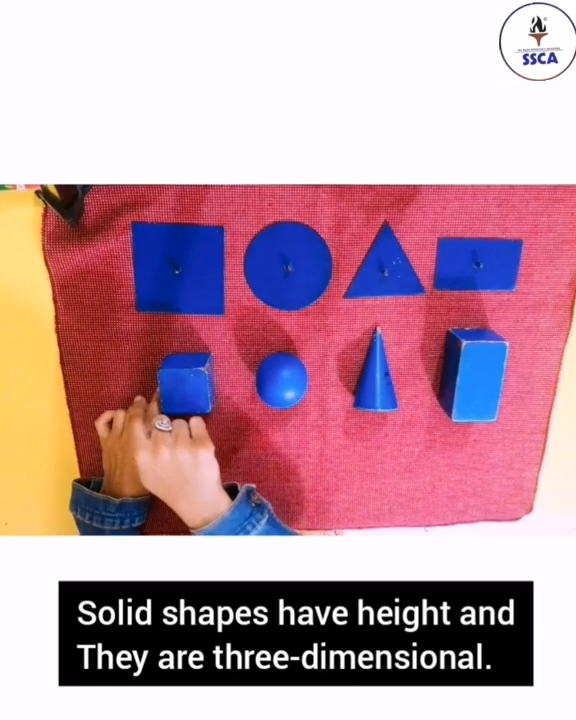 SSCA
Solid shapes have height and
They are three-dimensional.